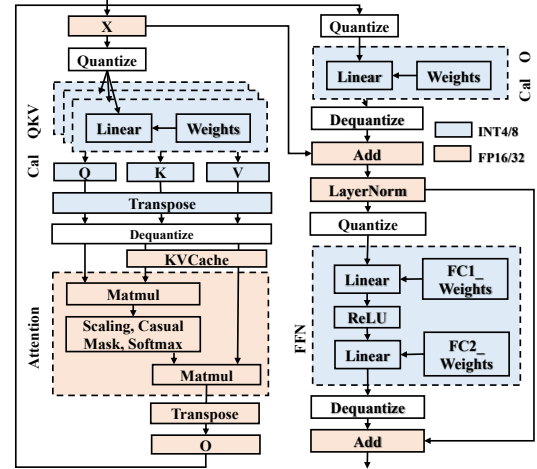 X
Quantize
Cal QKV
Linear
Weights
Q
K
V
Transpose
Dequantize
KVCache
Attention
Matmul
Scaling, Casual
Mask, Softmax
Matmul
Transpose
O
Quantize
Linear
Weights
Cal O
Dequantize
INT4/8
FP16/32
Add
LayerNorm
Quantize
FFN
Linear
FC1_
Weights
ReLU
Linear
FC2_
Weights
Dequantize
Add